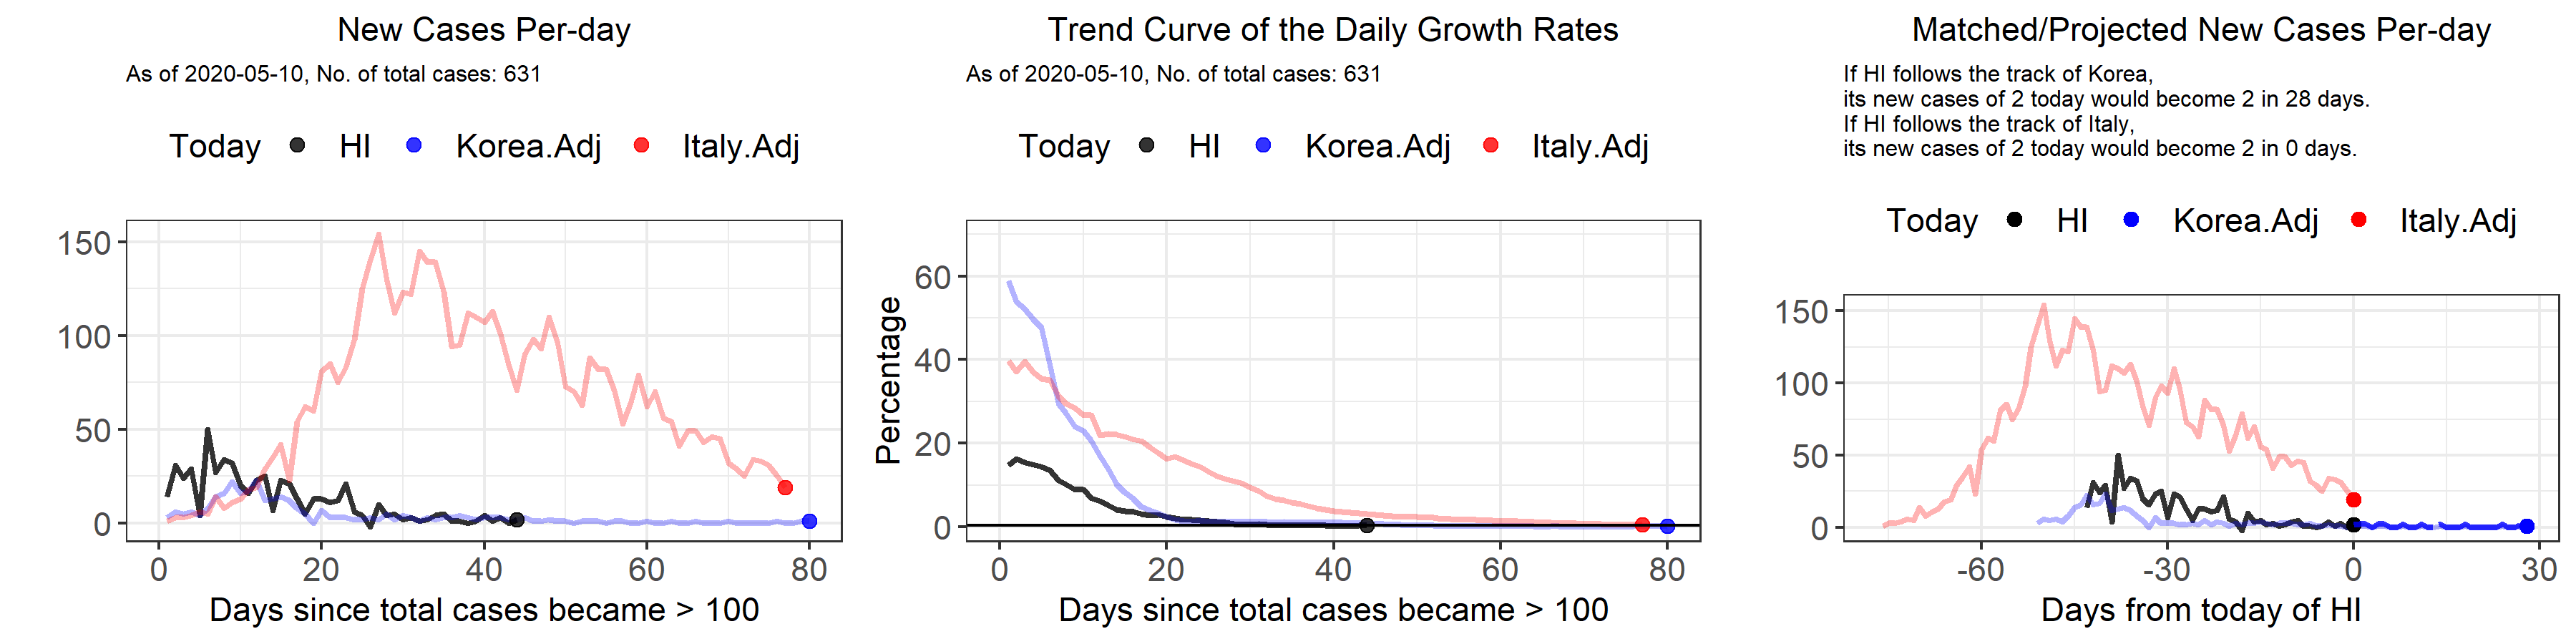 New Cases Per-day
As of 2020-05-10, No. of total cases: 631
Today HI Korea.Adj Italy.Adj
150
100
50
0
0 20 40 60 80
Days since total cases became > 100
Trend Curve of the Daily Growth Rates
As of 2020-05-10, No. of total cases: 631
Today HI Korea.Adj Italy.Adj
Percentage
60
40
20
0
0 20 40 60 80
Days since total cases became > 100
Matched/Projected New Cases Per-day
If HI follows the track of Korea,
its new cases of 2 today would become 2 in 28 days.
If HI follows the track of Italy,
its new cases of 2 today would become 2 in 0 days.
Today HI Korea.Adj Italy.Adj
150
100
50
0
-60 -30 0 30
Days from today of HI